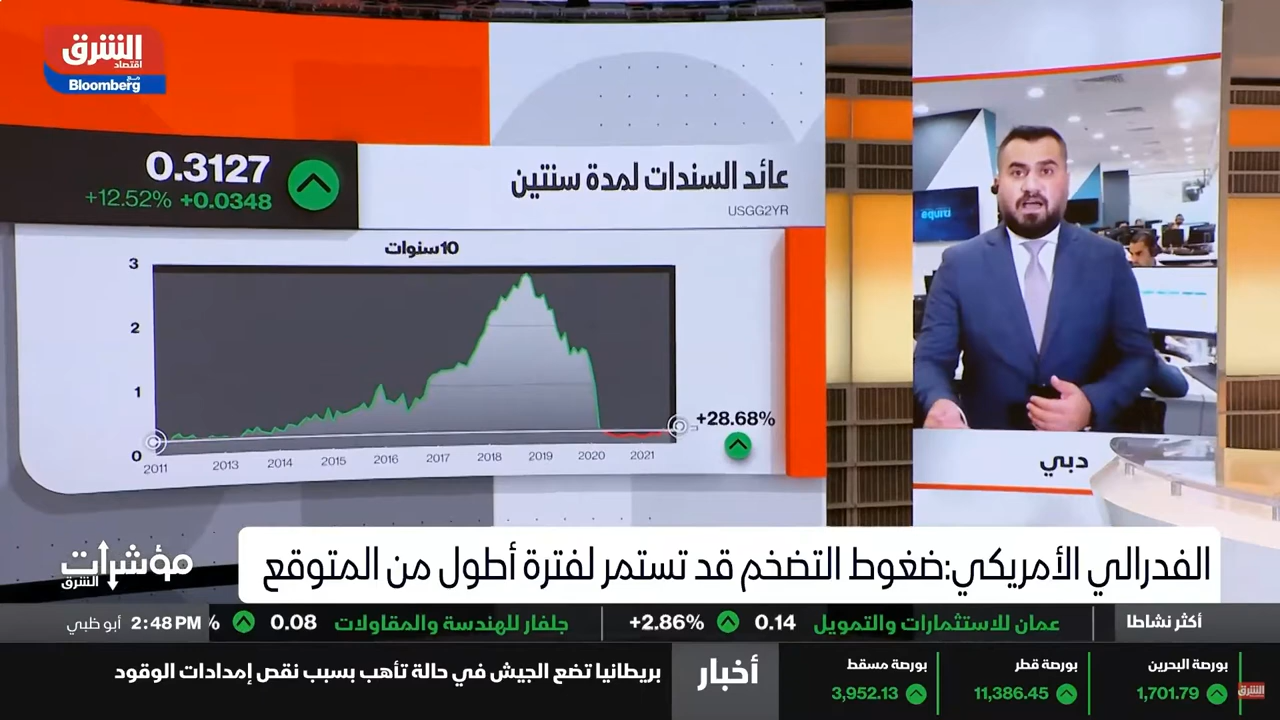 الشرق
اقتصاد
مع
Bloomberg
0.3127
+12.52% +0.0348
عائد السندات لمدة سنتين
USGG2YR
10 سنوات
3
2
1
0
2011 2013 2014 2015 2016 2017 2018 2019 2020 2021
+28.68%
equiti
دبي
مؤشرات
الشرق
الفدرالي الأمريكي:ضغوط التضخم قد تستمر لفترة أطول من المتوقع
أكثر نشاطا
عمان للاستثمارات والتمويل 0.14 +2.86%
جلفار للهندسة والمقاولات 0.08 %
2:48 PM أبو ظبي
بورصة البحرين
1,701.79
بورصة قطر
11,386.45
بورصة مسقط
3,952.13
أخبار
بريطانيا تضع الجيش في حالة تأهب بسبب نقص إمدادات الوقود
الشرق